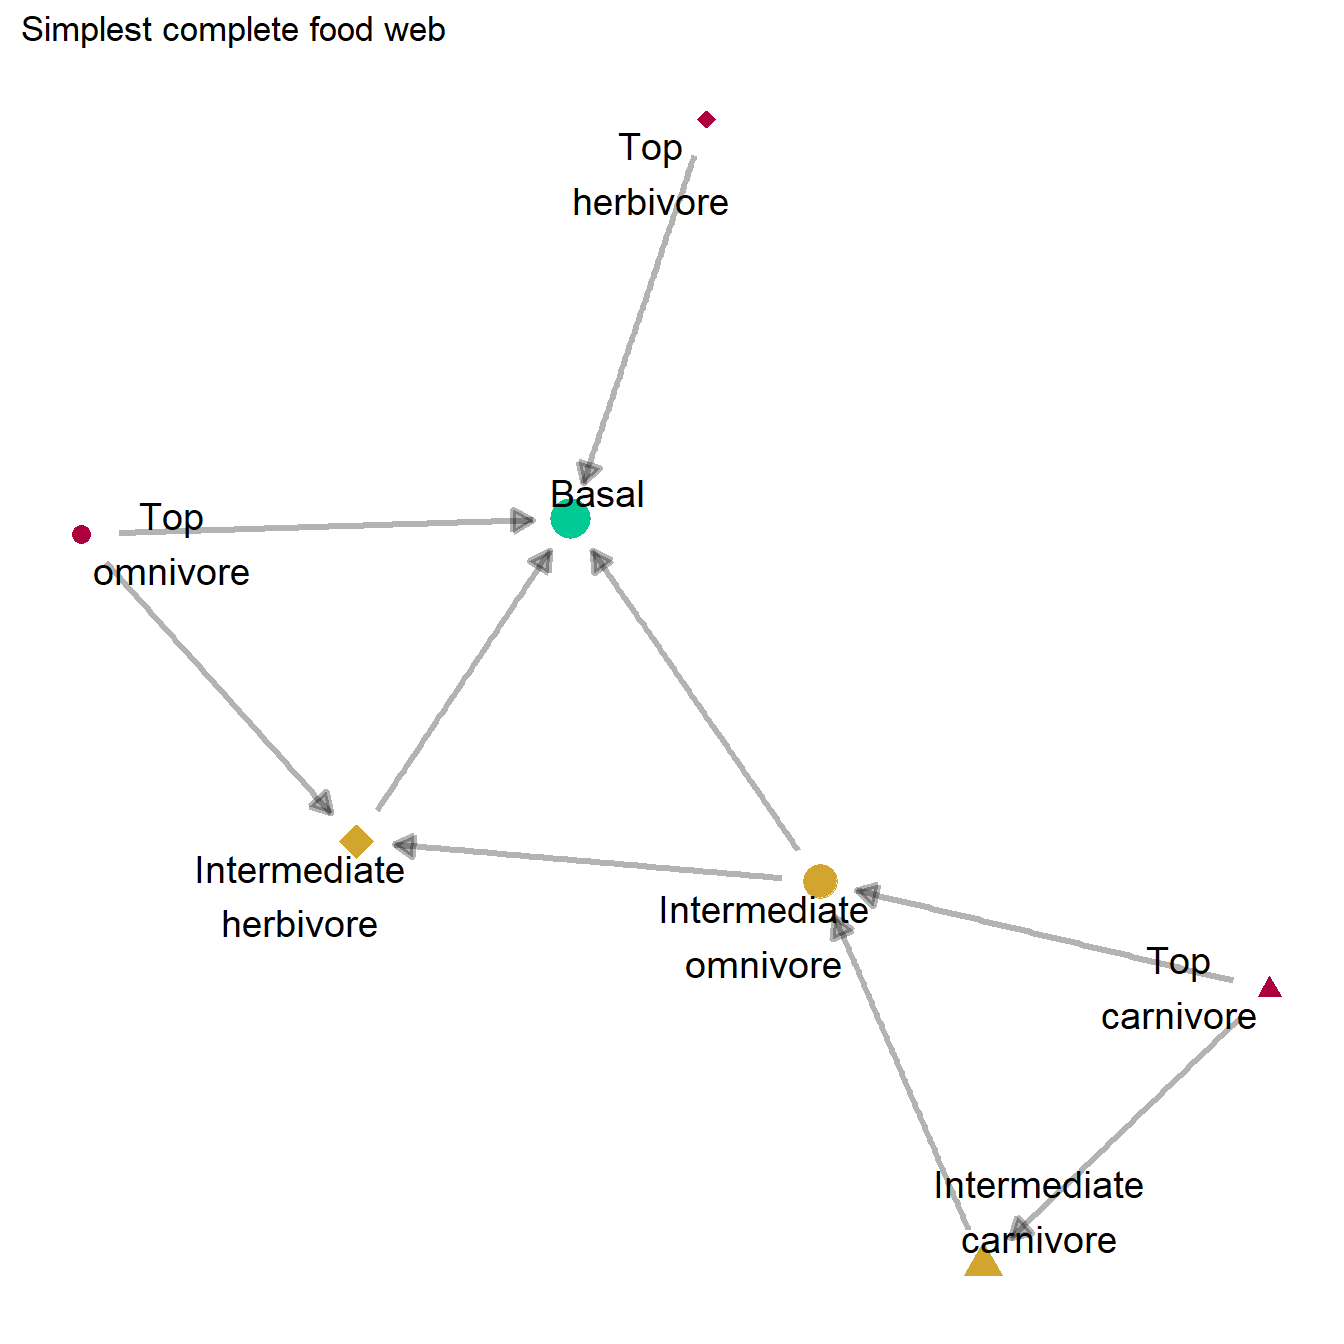 Simplest complete food web
Top
herbivore
Basal
Top
omnivore
Intermediate
herbivore
Intermediate
omnivore
Top
carnivore
Intermediate
carnivore